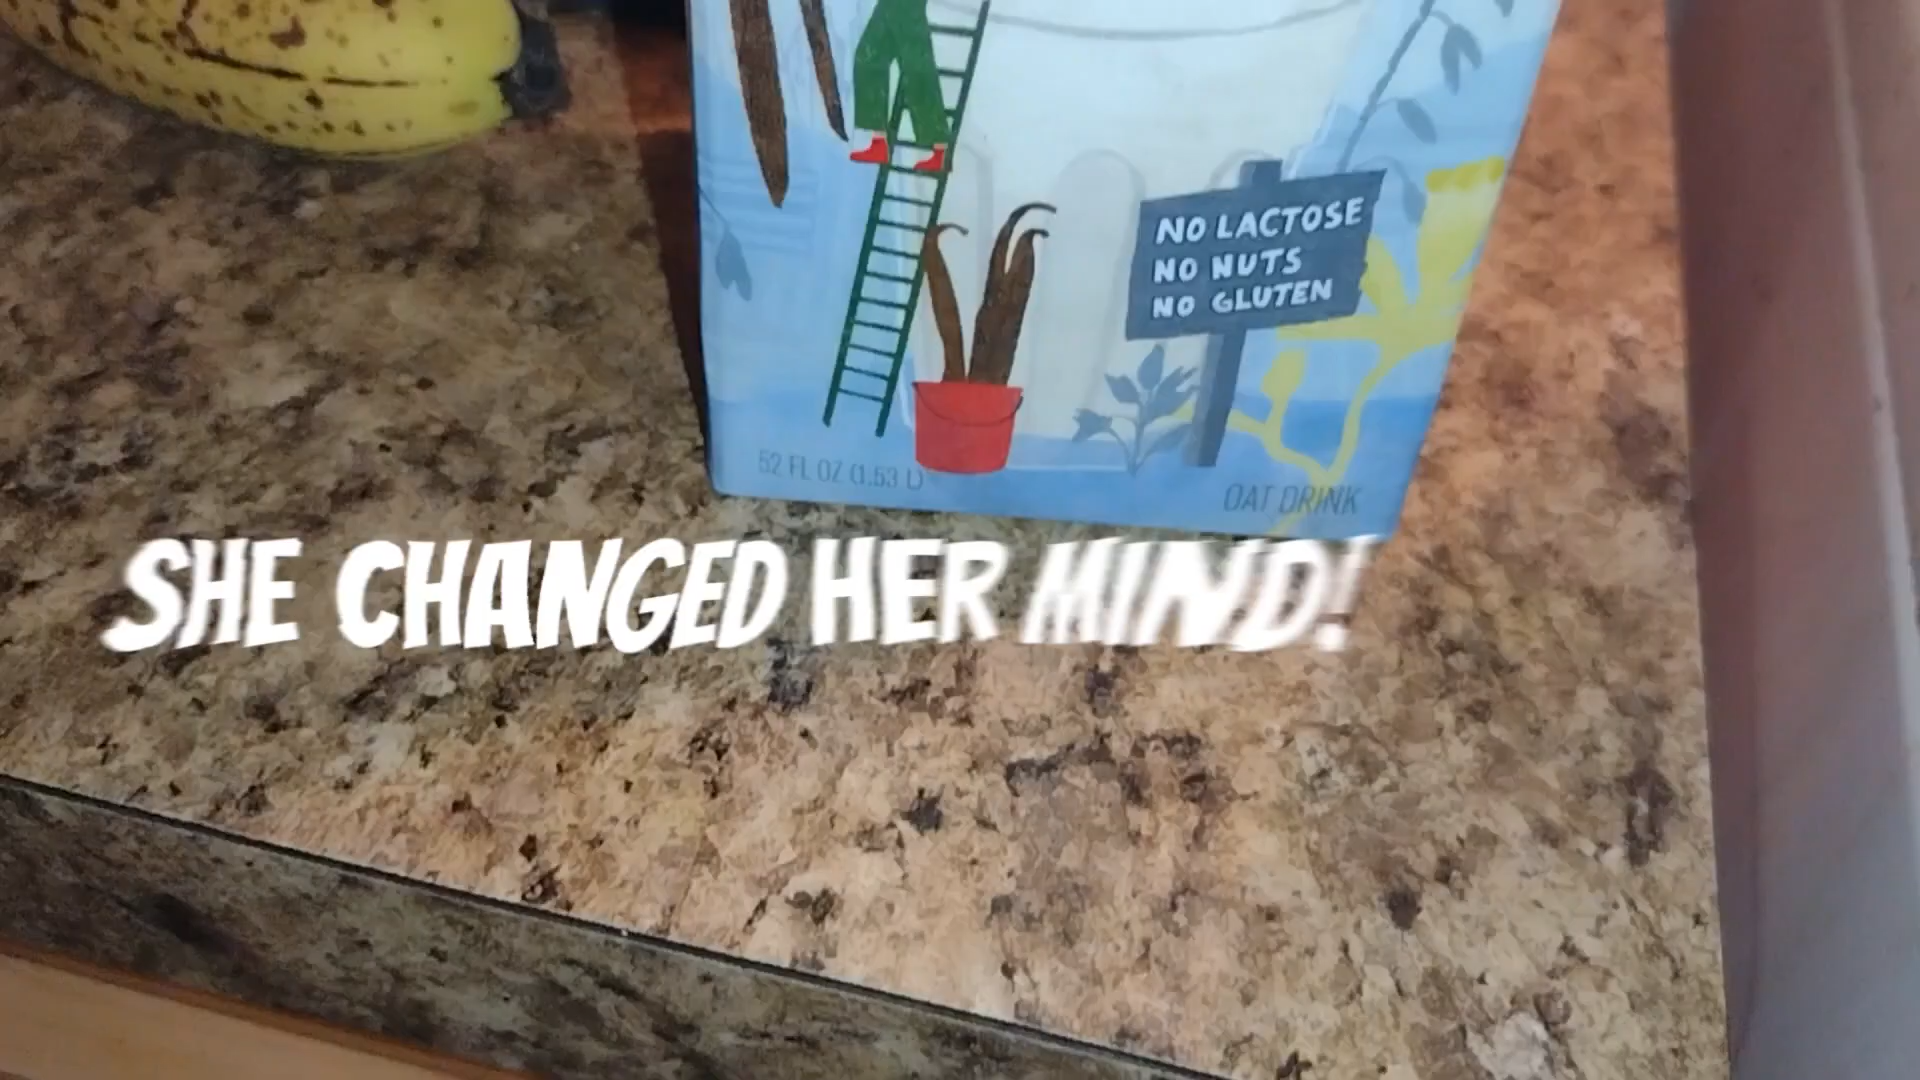 NO LACTOSE
NO NUTS
NO GLUTEN
52 FL OZ (1.53 L)
OAT DRINK
SHE CHANGED HER MIND!